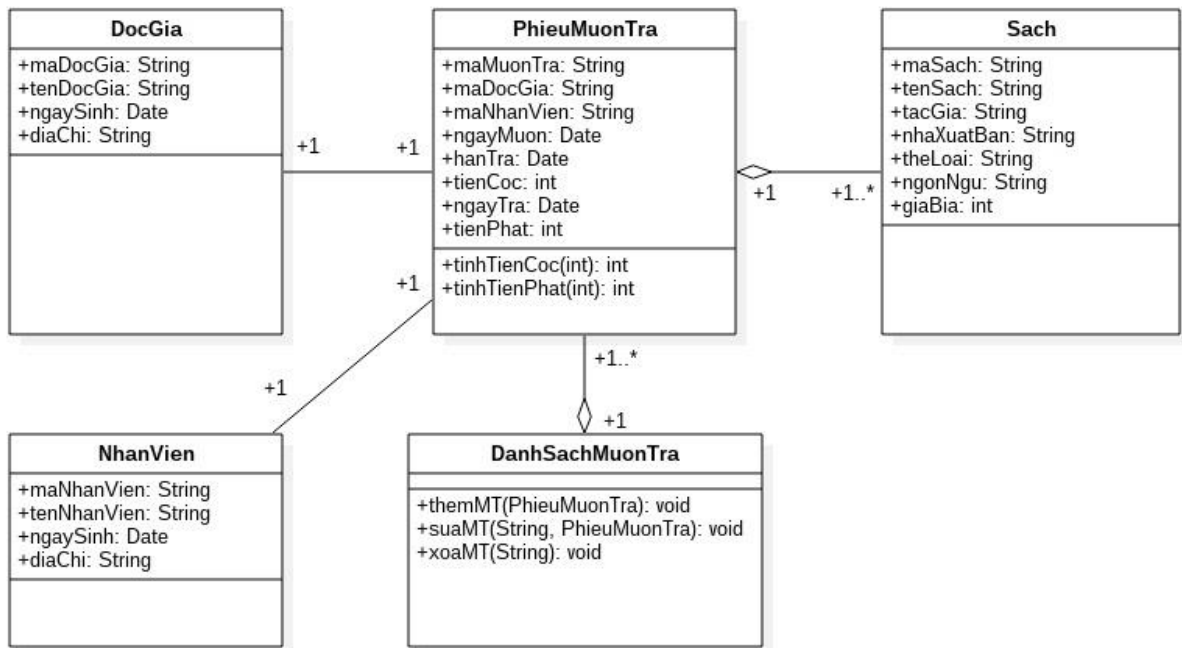 DocGia
+maDocGia: String
+tenDocGia: String
+ngaySinh: Date
+diaChi: String
+1
+1
PhieuMuonTra
+maMuonTra: String
+maDocGia: String
+maNhanVien: String
+ngayMuon: Date
+hanTra: Date
+tienCoc: int
+ngayTra: Date
+tienPhat: int
+tinhTienCoc(int): int
+tinhTienPhat(int): int
+1
+1..*
Sach
+maSach: String
+tenSach: String
+tacGia: String
+nhaXuatBan: String
+theLoai: String
+ngonNgu: String
+giaBia: int
+1
+1
+1..*
+1
NhanVien
+maNhanVien: String
+tenNhanVien: String
+ngaySinh: Date
+diaChi: String
DanhSachMuonTra
+themMT(PhieuMuonTra): void
+suaMT(String, PhieuMuonTra): void
+xoaMT(String): void